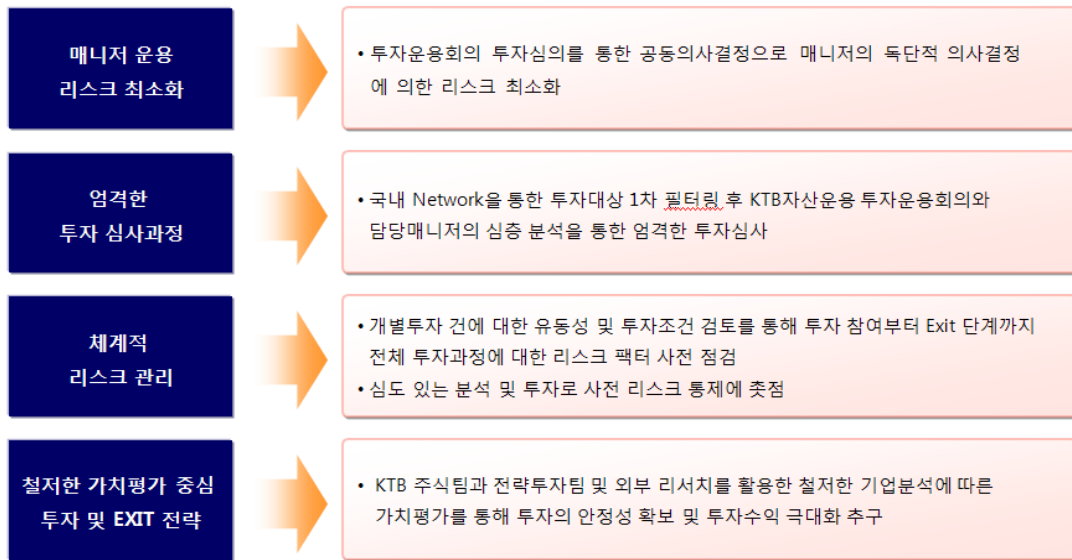 매니저 운용
리스크 최소화
• 투자운용회의 투자심의를 통한 공동의사결정으로 매니저의 독단적 의사결정
에 의한 리스크 최소화
엄격한
투자 심사과정
• 국내 Network을 통한 투자대상 1차 필터링 후 KTB자산운용 투자운용회의와
담당매니저의 심층 분석을 통한 엄격한 투자심사
체계적
리스크 관리
• 개별투자 건에 대한 유동성 및 투자조건 검토를 통해 투자 참여부터 Exit 단계까지
전체 투자과정에 대한 리스크 팩터 사전 점검
• 심도 있는 분석 및 투자로 사전 리스크 통제에 촛점
철저한 가치평가 중심
투자 및 EXIT 전략
• KTB 주식팀과 전략투자팀 및 외부 리서치를 활용한 철저한 기업분석에 따른
가치평가를 통해 투자의 안정성 확보 및 투자수익 극대화 추구